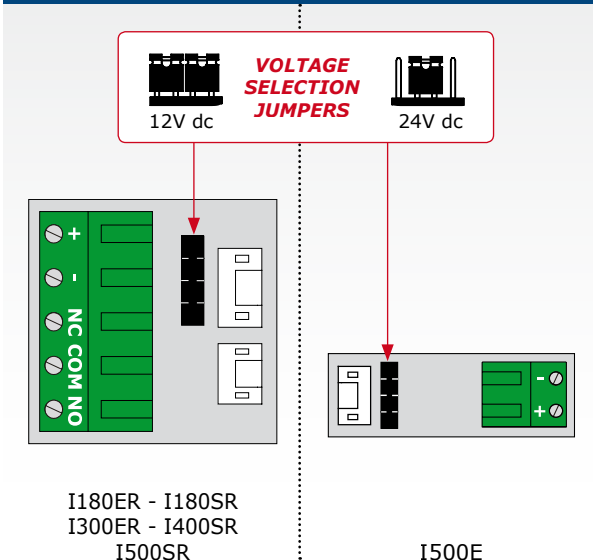 VOLTAGE
SELECTION
JUMPERS
12V dc
24V dc
+
-
NC COM NO
-
+
I180ER - I180SR
I300ER - I400SR
I500SR
I500E